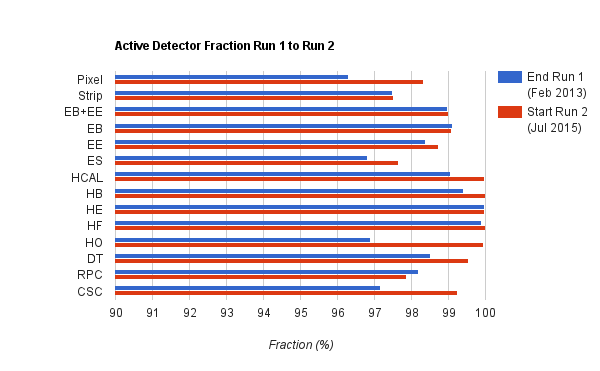 Active Detector Fraction Run 1 to Run 2
End Run 1
(Feb 2013)
Start Run 2
(Jul 2015)
Pixel
Strip
EB+EE
EB
EE
ES
HCAL
HB
HE
HF
HO
DT
RPC
CSC
90 91 92 93 94 95 96 97 98 99 100
Fraction (%)